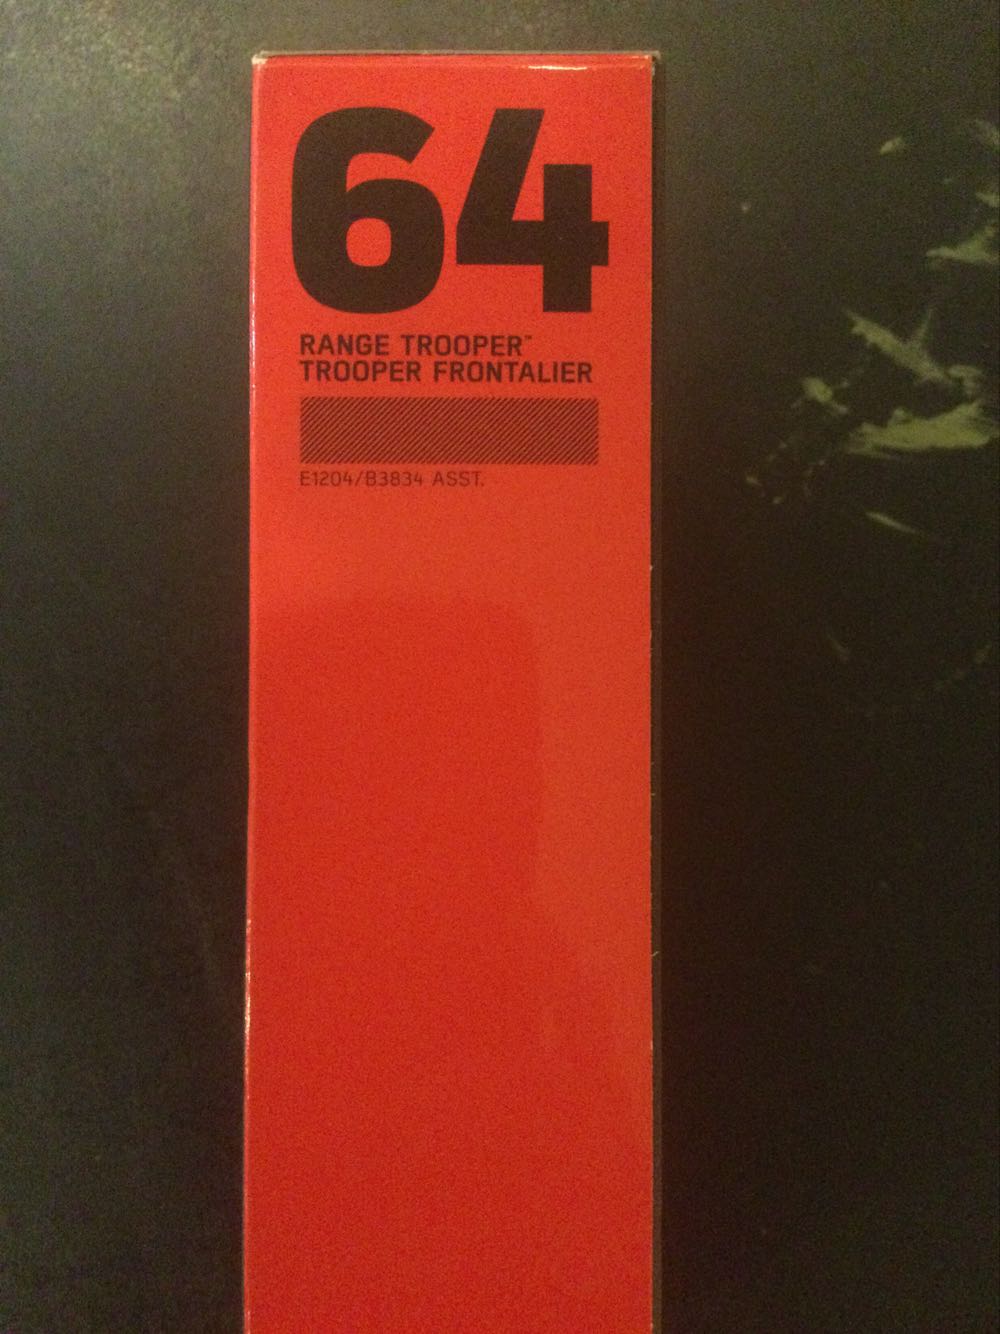 64
RANGE TROOPER™
TROOPER FRONTALIER
E1204/B3834 ASST.